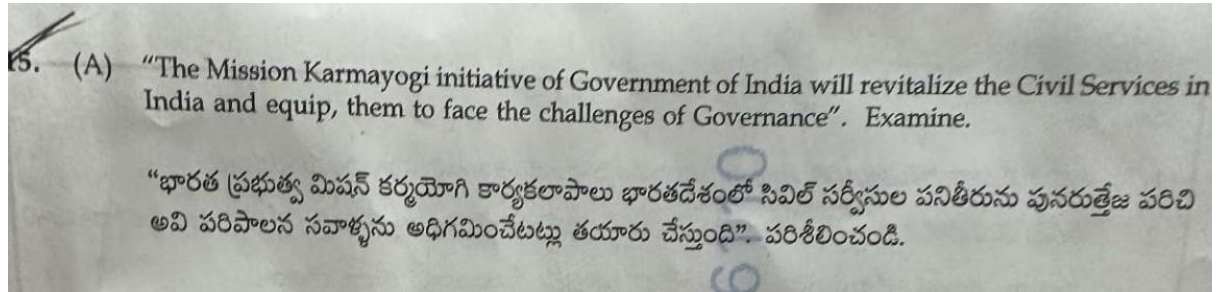 15. (A) "The Mission Karmayogi initiative of Government of India will revitalize the Civil Services in
India and equip, them to face the challenges of Governance". Examine.
"భారత ప్రభుత్వ మిషన్ కర్మయోగి కార్యకలాపాలు భారతదేశంలో సివిల్ సర్వీసుల పనితీరును పునరుత్తేజ పరిచి
అవి పరిపాలన సవాళ్ళను అధిగమించేటట్లు తయారు చేస్తుంది". పరిశీలించండి.